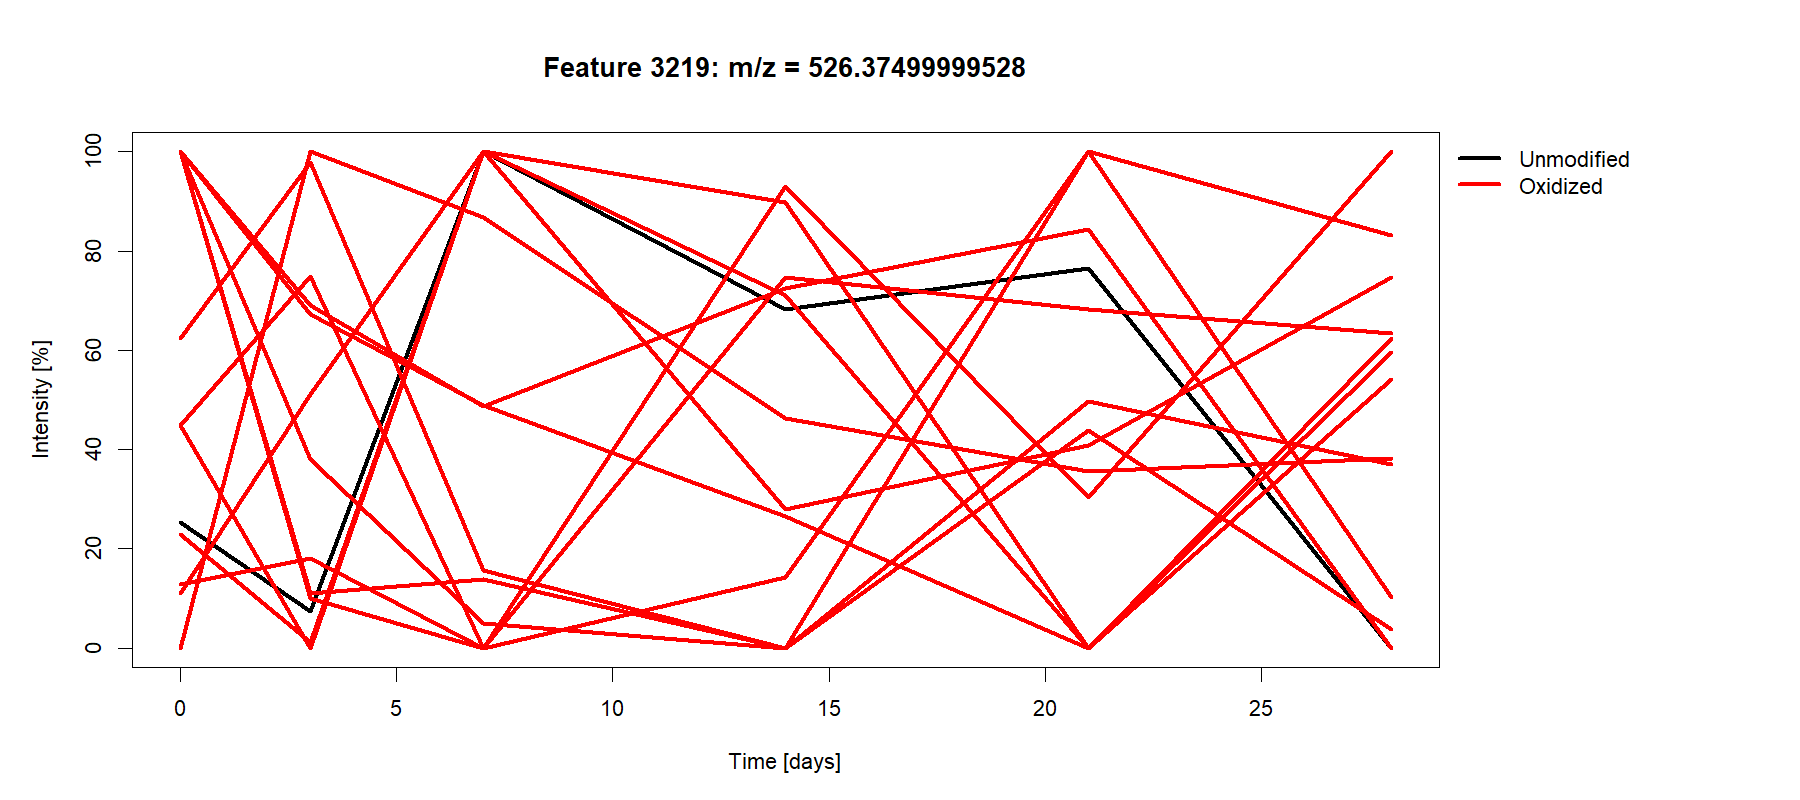 Feature 3219: m/z = 526.37499999528
Unmodified
Oxidized
Intensity [%]
100
80
60
40
20
0
0 5 10 15 20 25
Time [days]